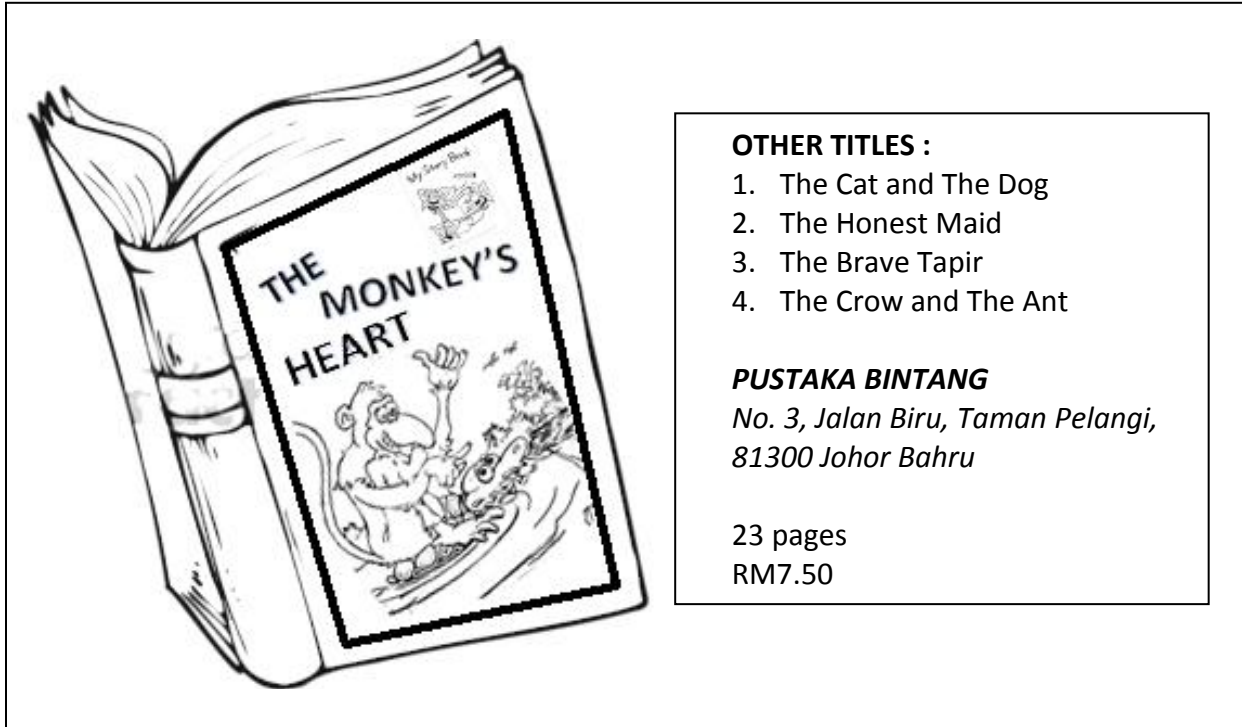 My Story Book
THE
MONKEY'S
HEART
OTHER TITLES :
1. The Cat and The Dog
2. The Honest Maid
3. The Brave Tapir
4. The Crow and The Ant
PUSTAKA BINTANG
No. 3, Jalan Biru, Taman Pelangi,
81300 Johor Bahru
23 pages
RM7.50